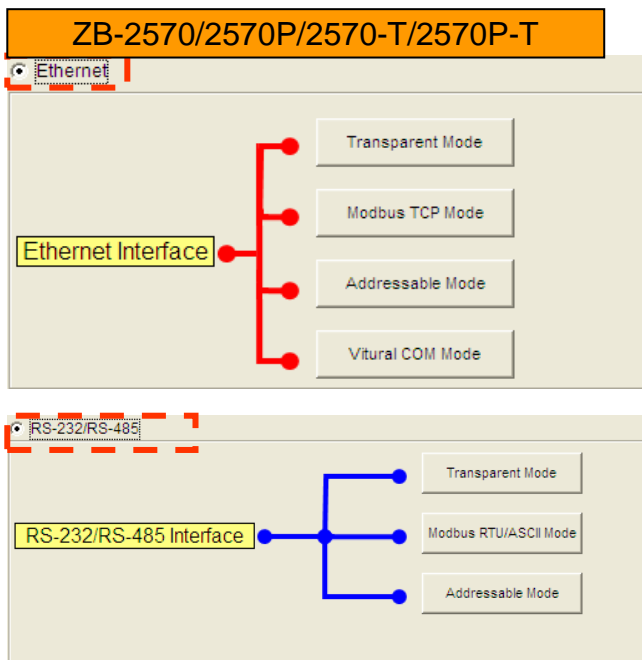 ZB-2570/2570P/2570-T/2570P-T
Ethernet
Transparent Mode
Modbus TCP Mode
Ethernet Interface
Addressable Mode
Vitural COM Mode
RS-232/RS-485
Transparent Mode
RS-232/RS-485 Interface
Modbus RTU/ASCII Mode
Addressable Mode